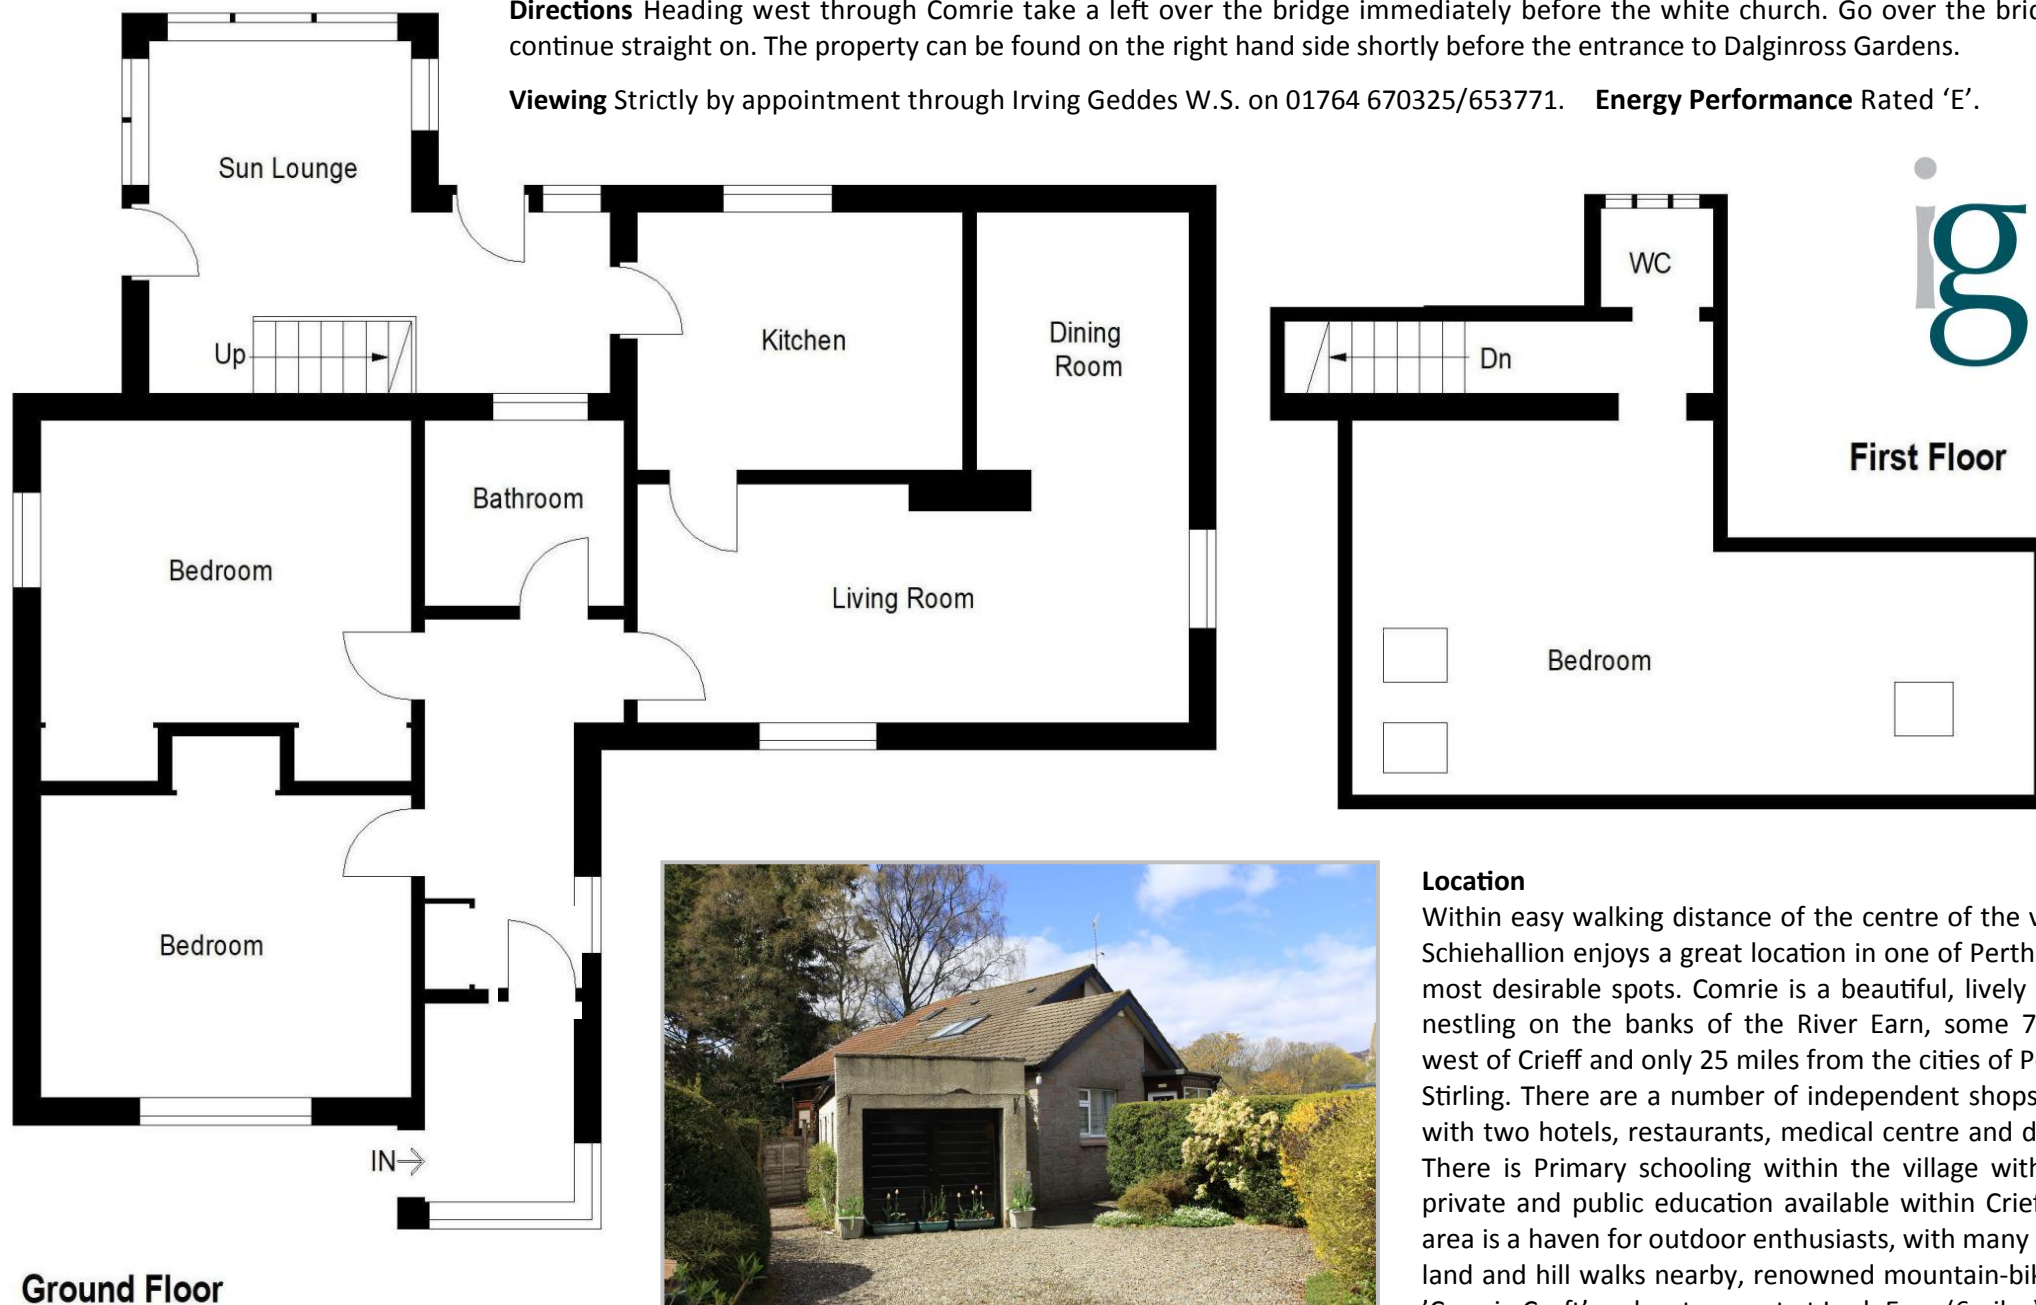 Directions Heading west through Comrie take a left over the bridge immediately before the white church. Go over the
continue straight on. The property can be found on the right hand side shortly before the entrance to Dalginross Gardens.
Viewing Strictly by appointment through Irving Geddes W.S. on 01764 670325/653771. Energy Performance Rated ‘E’.
Sun Lounge
Up
Kitchen
Dining
Room
Bathroom
Bedroom
Living Room
Bedroom
IN
Ground Floor
WC
Dn
ig
First Floor
Bedroom
Location
Within easy walking distance of the centre of the
Schiehallion enjoys a great location in one of
most desirable spots. Comrie is a beautiful, lively
nestling on the banks of the River Earn, some 7
west of Crieff and only 25 miles from the cities of
Stirling. There are a number of independent shops
with two hotels, restaurants, medical centre and
There is Primary schooling within the village
private and public education available within
area is a haven for outdoor enthusiasts, with many
land and hill walks nearby, renowned